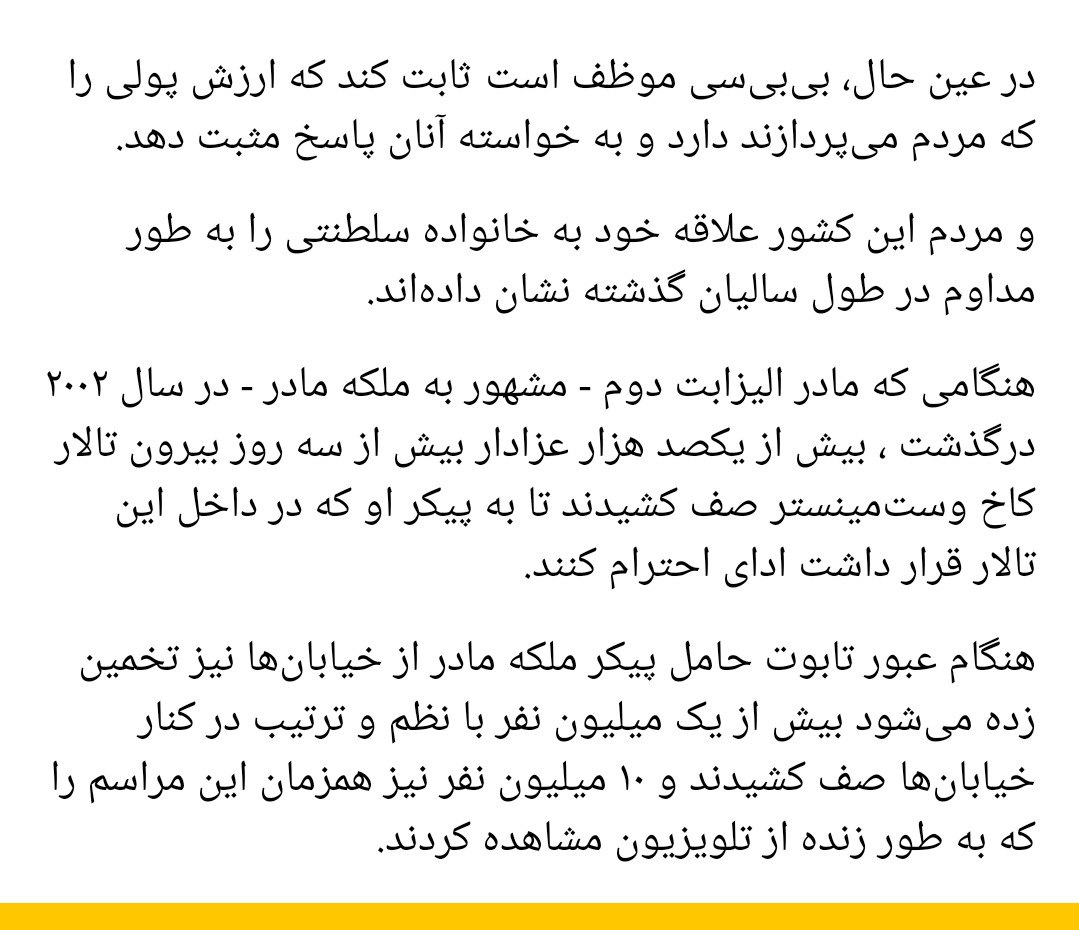 در عین حال، بی‌بی‌سی موظف است ثابت کند که ارزش پولی را
که مردم می‌پردازند دارد و به خواسته آنان پاسخ مثبت دهد.
و مردم این کشور علاقه خود به خانواده سلطنتی را به طور
مداوم در طول سالیان گذشته نشان داده‌اند.
هنگامی که مادر الیزابت دوم - مشهور به ملکه مادر - در سال ۲۰۰۲
درگذشت ، بیش از یکصد هزار عزادار بیش از سه روز بیرون تالار
کاخ وست‌مینستر صف کشیدند تا به پیکر او که در داخل این
تالار قرار داشت ادای احترام کنند.
هنگام عبور تابوت حامل پیکر ملکه مادر از خیابان‌ها نیز تخمین
زده می‌شود بیش از یک میلیون نفر با نظم و ترتیب در کنار
خیابان‌ها صف کشیدند و ۱۰ میلیون نفر نیز همزمان این مراسم را
که به طور زنده از تلویزیون مشاهده کردند.